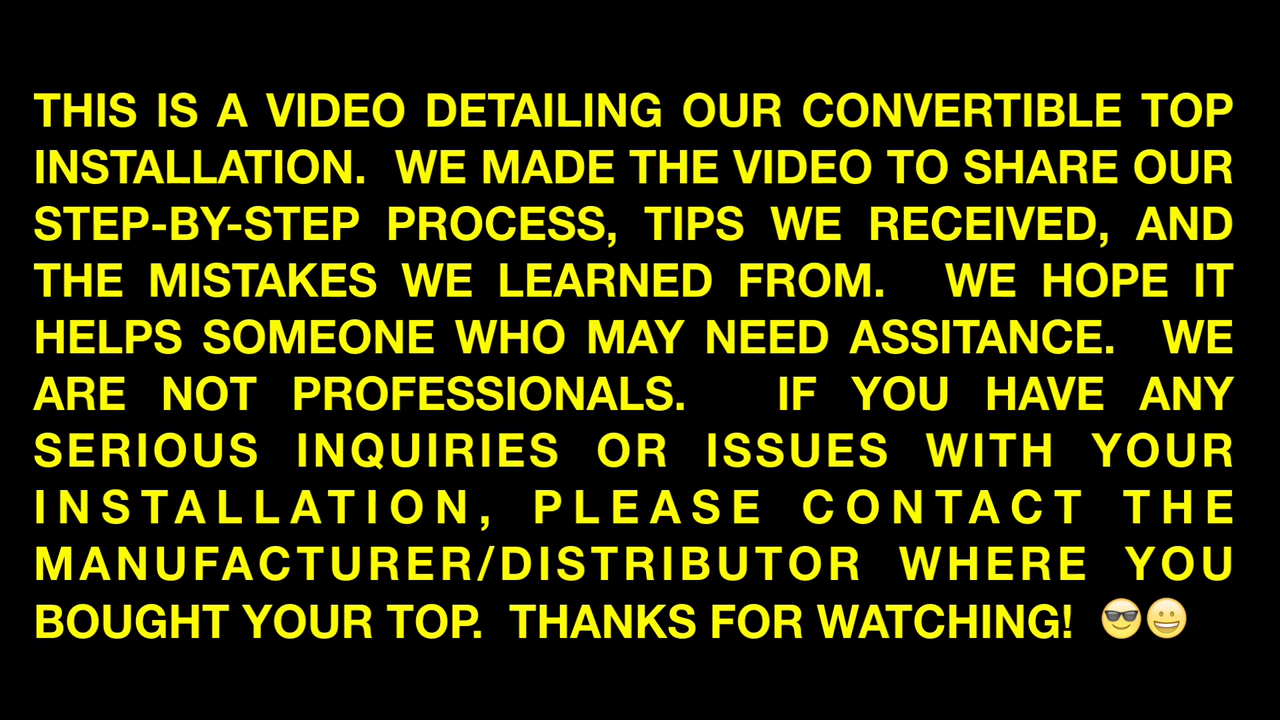 THIS IS A VIDEO DETAILING OUR CONVERTIBLE TOP
INSTALLATION. WE MADE THE VIDEO TO SHARE OUR
STEP-BY-STEP PROCESS, TIPS WE RECEIVED, AND
THE MISTAKES WE LEARNED FROM. WE HOPE IT
HELPS SOMEONE WHO MAY NEED ASSITANCE. WE
ARE NOT PROFESSIONALS. IF YOU HAVE ANY
SERIOUS INQUIRIES OR ISSUES WITH YOUR
INSTALLATION, PLEASE CONTACT THE
MANUFACTURER/DISTRIBUTOR WHERE YOU
BOUGHT YOUR TOP. THANKS FOR WATCHING! 😎😀